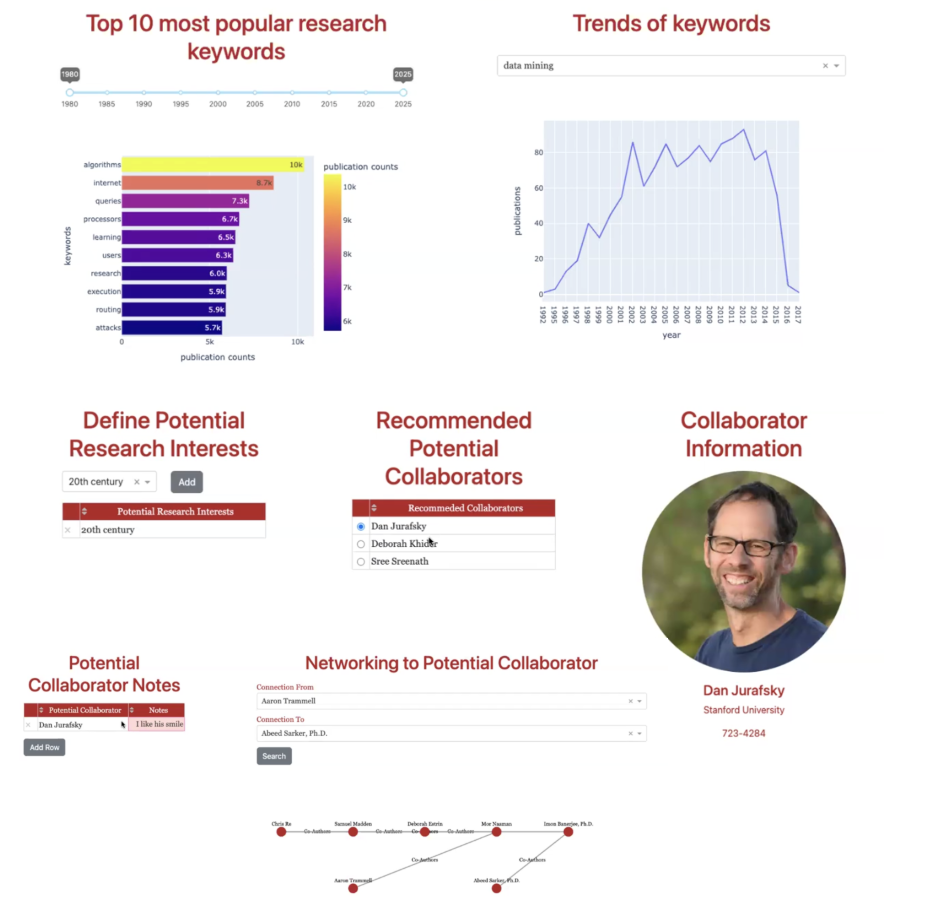 Top 10 most popular research
keywords
1980
2025
1980 1985 1990 1995 2000 2005 2010 2015 2020 2025
publication counts
algorithms 10k
internet 8.7k
queries 7.3k
processors 6.7k
learning 6.5k
users 6.3k
research 6.0k
execution 5.9k
routing 5.9k
attacks 5.7k
keywords
0 5k 10k
publication counts
10k
9k
8k
7k
6k
Trends of keywords
data mining
80
60
40
20
0
publications
1992 1995 1996 1997 1998 1999 2000 2001 2002 2003 2004 2005 2006 2007 2008 2009 2010 2011 2012 2013 2014 2015 2016 2017
year
Define Potential
Research Interests
20th century
Add
Potential Research Interests
20th century
Recommended
Potential
Collaborators
Recommeded Collaborators
Dan Jurafsky
Deborah Khider
Sree Sreenath
Collaborator
Information
Dan Jurafsky
Stanford University
723-4284
Potential
Collaborator Notes
Potential Collaborator Notes
Dan Jurafsky I like his smile
Add Row
Networking to Potential Collaborator
Connection From
Aaron Trammell
Connection To
Abeed Sarker, Ph.D.
Search
Chris Re Samuel Madden Deborah Estrin Mor Naaman Imon Banerjee, Ph.D.
Co-Authors Co-Authors Co-Authors Co-Authors
Co-Authors Co-Authors
Aaron Trammell Abeed Sarker, Ph.D.